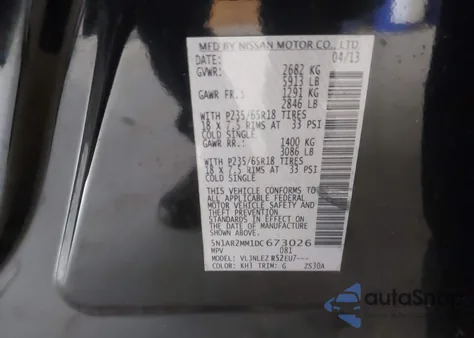 MFD BY NISSAN MOTOR CO., LTD.
DATE: 04/13
GVWR: 2682 KG
5913 LB
GAWR FR.: 1291 KG
2846 LB
WITH P235/65R18 TIRES
18 X 7.5 RIMS AT 33 PSI
COLD SINGLE
GAWR RR.: 1400 KG
3086 LB
WITH P235/65R18 TIRES
18 X 7.5 RIMS AT 33 PSI
COLD SINGLE
THIS VEHICLE CONFORMS TO
ALL APPLICABLE FEDERAL
MOTOR VEHICLE SAFETY AND
THEFT PREVENTION
STANDARDS IN EFFECT ON
THE DATE OF MANUFACTURE
SHOWN ABOVE.
5N1AR2MM1DC673026
MPV 081
MODEL: R52EU7---
COLOR: KH3 TRIM: G 2S30A